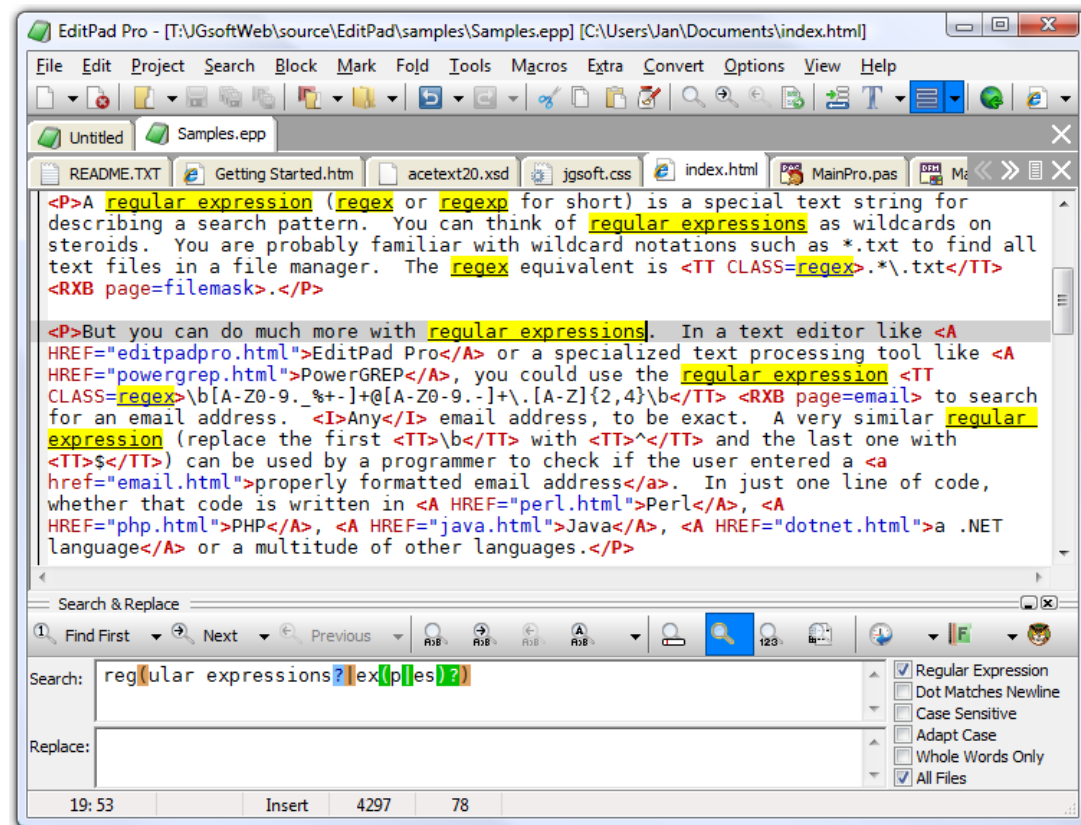 EditPad Pro - [T:\JGsoftWeb\source\EditPad\samples\Samples.epp] [C:\Users\Jan\Documents\index.html]
File Edit Project Search Block Mark Fold Tools Macros Extra Convert Options View Help
Untitled Samples.epp
README.TXT Getting Started.htm acetext20.xsd jgsoft.css index.html MainPro.pas
<P>A regular expression (regex or regexp for short) is a special text string for
describing a search pattern.  You can think of regular expressions as wildcards on
steroids.  You are probably familiar with wildcard notations such as *.txt to find all
text files in a file manager.  The regex equivalent is <TT CLASS=regex>.*\.txt</TT>
<RXB page=filemask>.</P>
<P>But you can do much more with regular expressions.  In a text editor like <A
HREF="editpadpro.html">EditPad Pro</A> or a specialized text processing tool like <A
HREF="powergrep.html">PowerGREP</A>, you could use the regular expression <TT
CLASS=regex>\b[A-Z0-9._%+-]+@[A-Z0-9.-]+\.[A-Z]{2,4}\b</TT> <RXB page=email> to search
for an email address.  <I>Any</I> email address, to be exact.  A very similar regular
expression (replace the first <TT>\b</TT> with <TT>^</TT> and the last one with
<TT>$</TT>) can be used by a programmer to check if the user entered a <a
href="email.html">properly formatted email address</a>.  In just one line of code,
whether that code is written in <A HREF="perl.html">Perl</A>, <A
HREF="php.html">PHP</A>, <A HREF="java.html">Java</A>, <A HREF="dotnet.html">a .NET
language</A> or a multitude of other languages.</P>
Search & Replace
Find First Next Previous
Search: reg(ular expressions?|ex(p|es)?)
Regular Expression
Dot Matches Newline
Case Sensitive
Replace:
Adapt Case
Whole Words Only
All Files
19: 53 Insert 4297 78